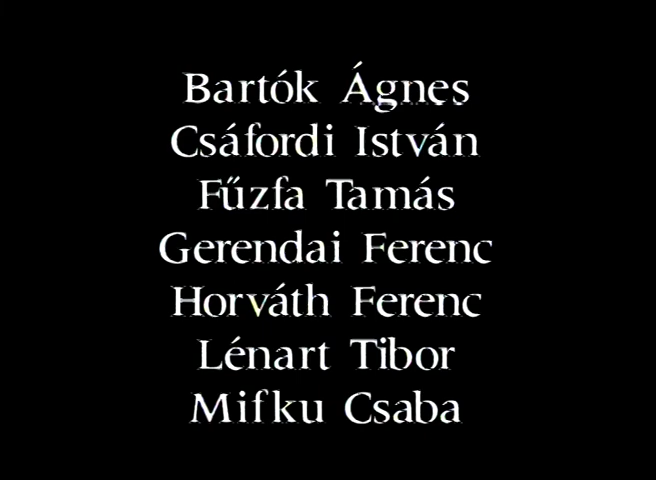 Bartók Ágnes
Csáfordi István
Fűzfa Tamás
Gerendai Ferenc
Horváth Ferenc
Lénart Tibor
Mifku Csaba